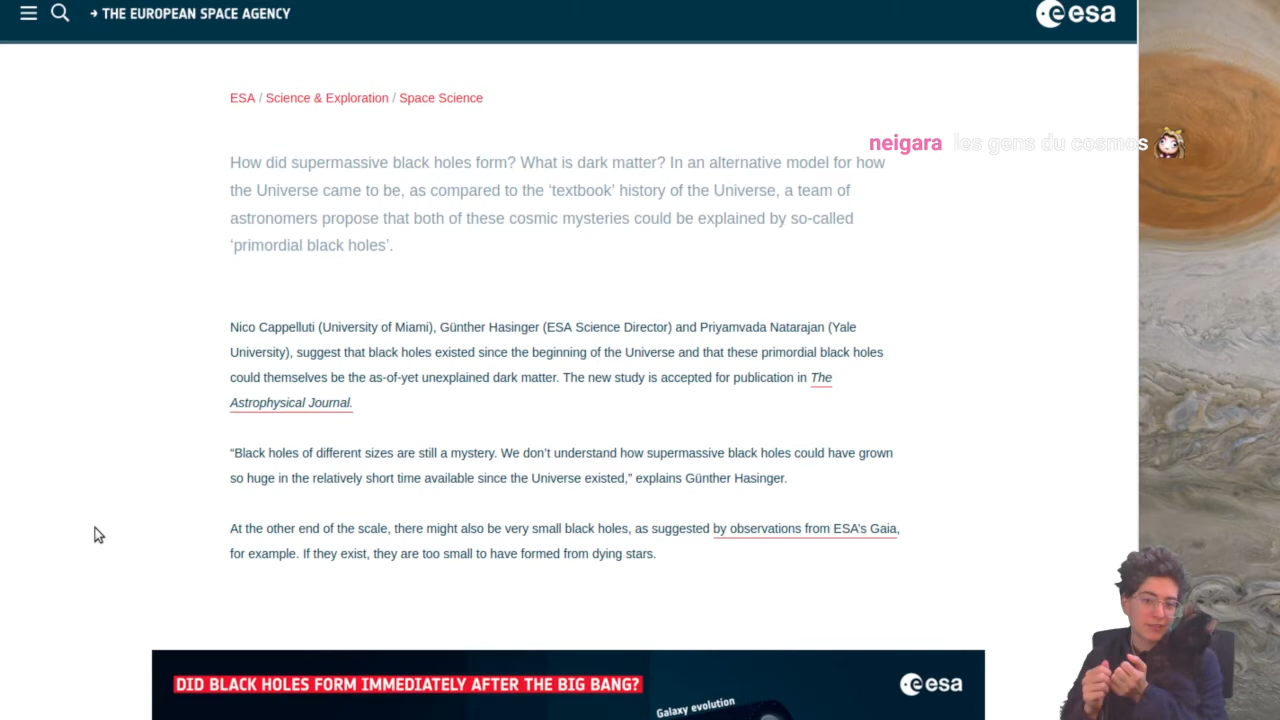 → THE EUROPEAN SPACE AGENCY
esa
ESA / Science & Exploration / Space Science
neigara les gens du cosmos
How did supermassive black holes form? What is dark matter? In an alternative model for how
the Universe came to be, as compared to the ‘textbook’ history of the Universe, a team of
astronomers propose that both of these cosmic mysteries could be explained by so-called
‘primordial black holes’.
Nico Cappelluti (University of Miami), Günther Hasinger (ESA Science Director) and Priyamvada Natarajan (Yale
University), suggest that black holes existed since the beginning of the Universe and that these primordial black holes
could themselves be the as-of-yet unexplained dark matter. The new study is accepted for publication in The
Astrophysical Journal.
“Black holes of different sizes are still a mystery. We don’t understand how supermassive black holes could have grown
so huge in the relatively short time available since the Universe existed,” explains Günther Hasinger.
At the other end of the scale, there might also be very small black holes, as suggested by observations from ESA’s Gaia,
for example. If they exist, they are too small to have formed from dying stars.
DID BLACK HOLES FORM IMMEDIATELY AFTER THE BIG BANG?
esa
Galaxy evolution